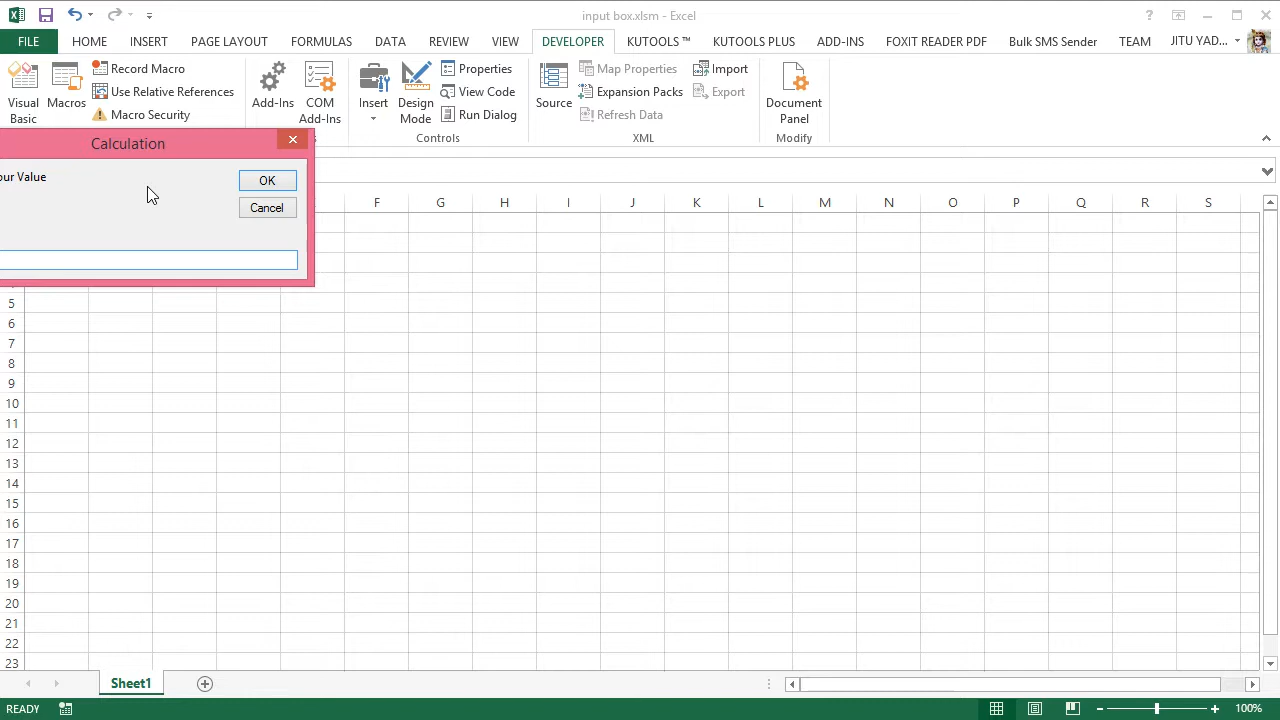 input box.xlsm - Excel
FILE HOME INSERT PAGE LAYOUT FORMULAS DATA REVIEW VIEW DEVELOPER KUTOOLS ™ KUTOOLS PLUS ADD-INS FOXIT READER PDF Bulk SMS Sender TEAM JITU YAD...
Visual Basic
Macros
Record Macro
Use Relative References
Macro Security
Add-Ins
COM Add-Ins
Insert
Design Mode
Properties
View Code
Run Dialog
Controls
Source
Map Properties
Expansion Packs
Refresh Data
Import
Export
XML
Document Panel
Modify
Calculation
Value
OK
Cancel
F G H I J K L M N O P Q R S
5
6
7
8
9
10
11
12
13
14
15
16
17
18
19
20
21
22
23
Sheet1
READY
100%